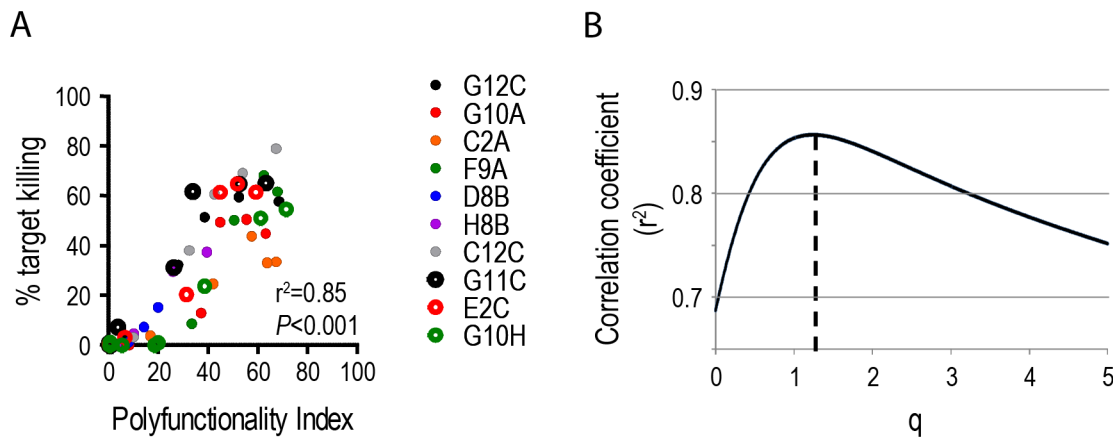 A
% target killing
100
80
60
40
20
0
0 20 40 60 80 100
Polyfunctionality Index
r²=0.85
P<0.001
G12C
G10A
C2A
F9A
D8B
H8B
C12C
G11C
E2C
G10H
B
Correlation coefficient
(r²)
0.9
0.8
0.7
0 1 2 3 4 5
q